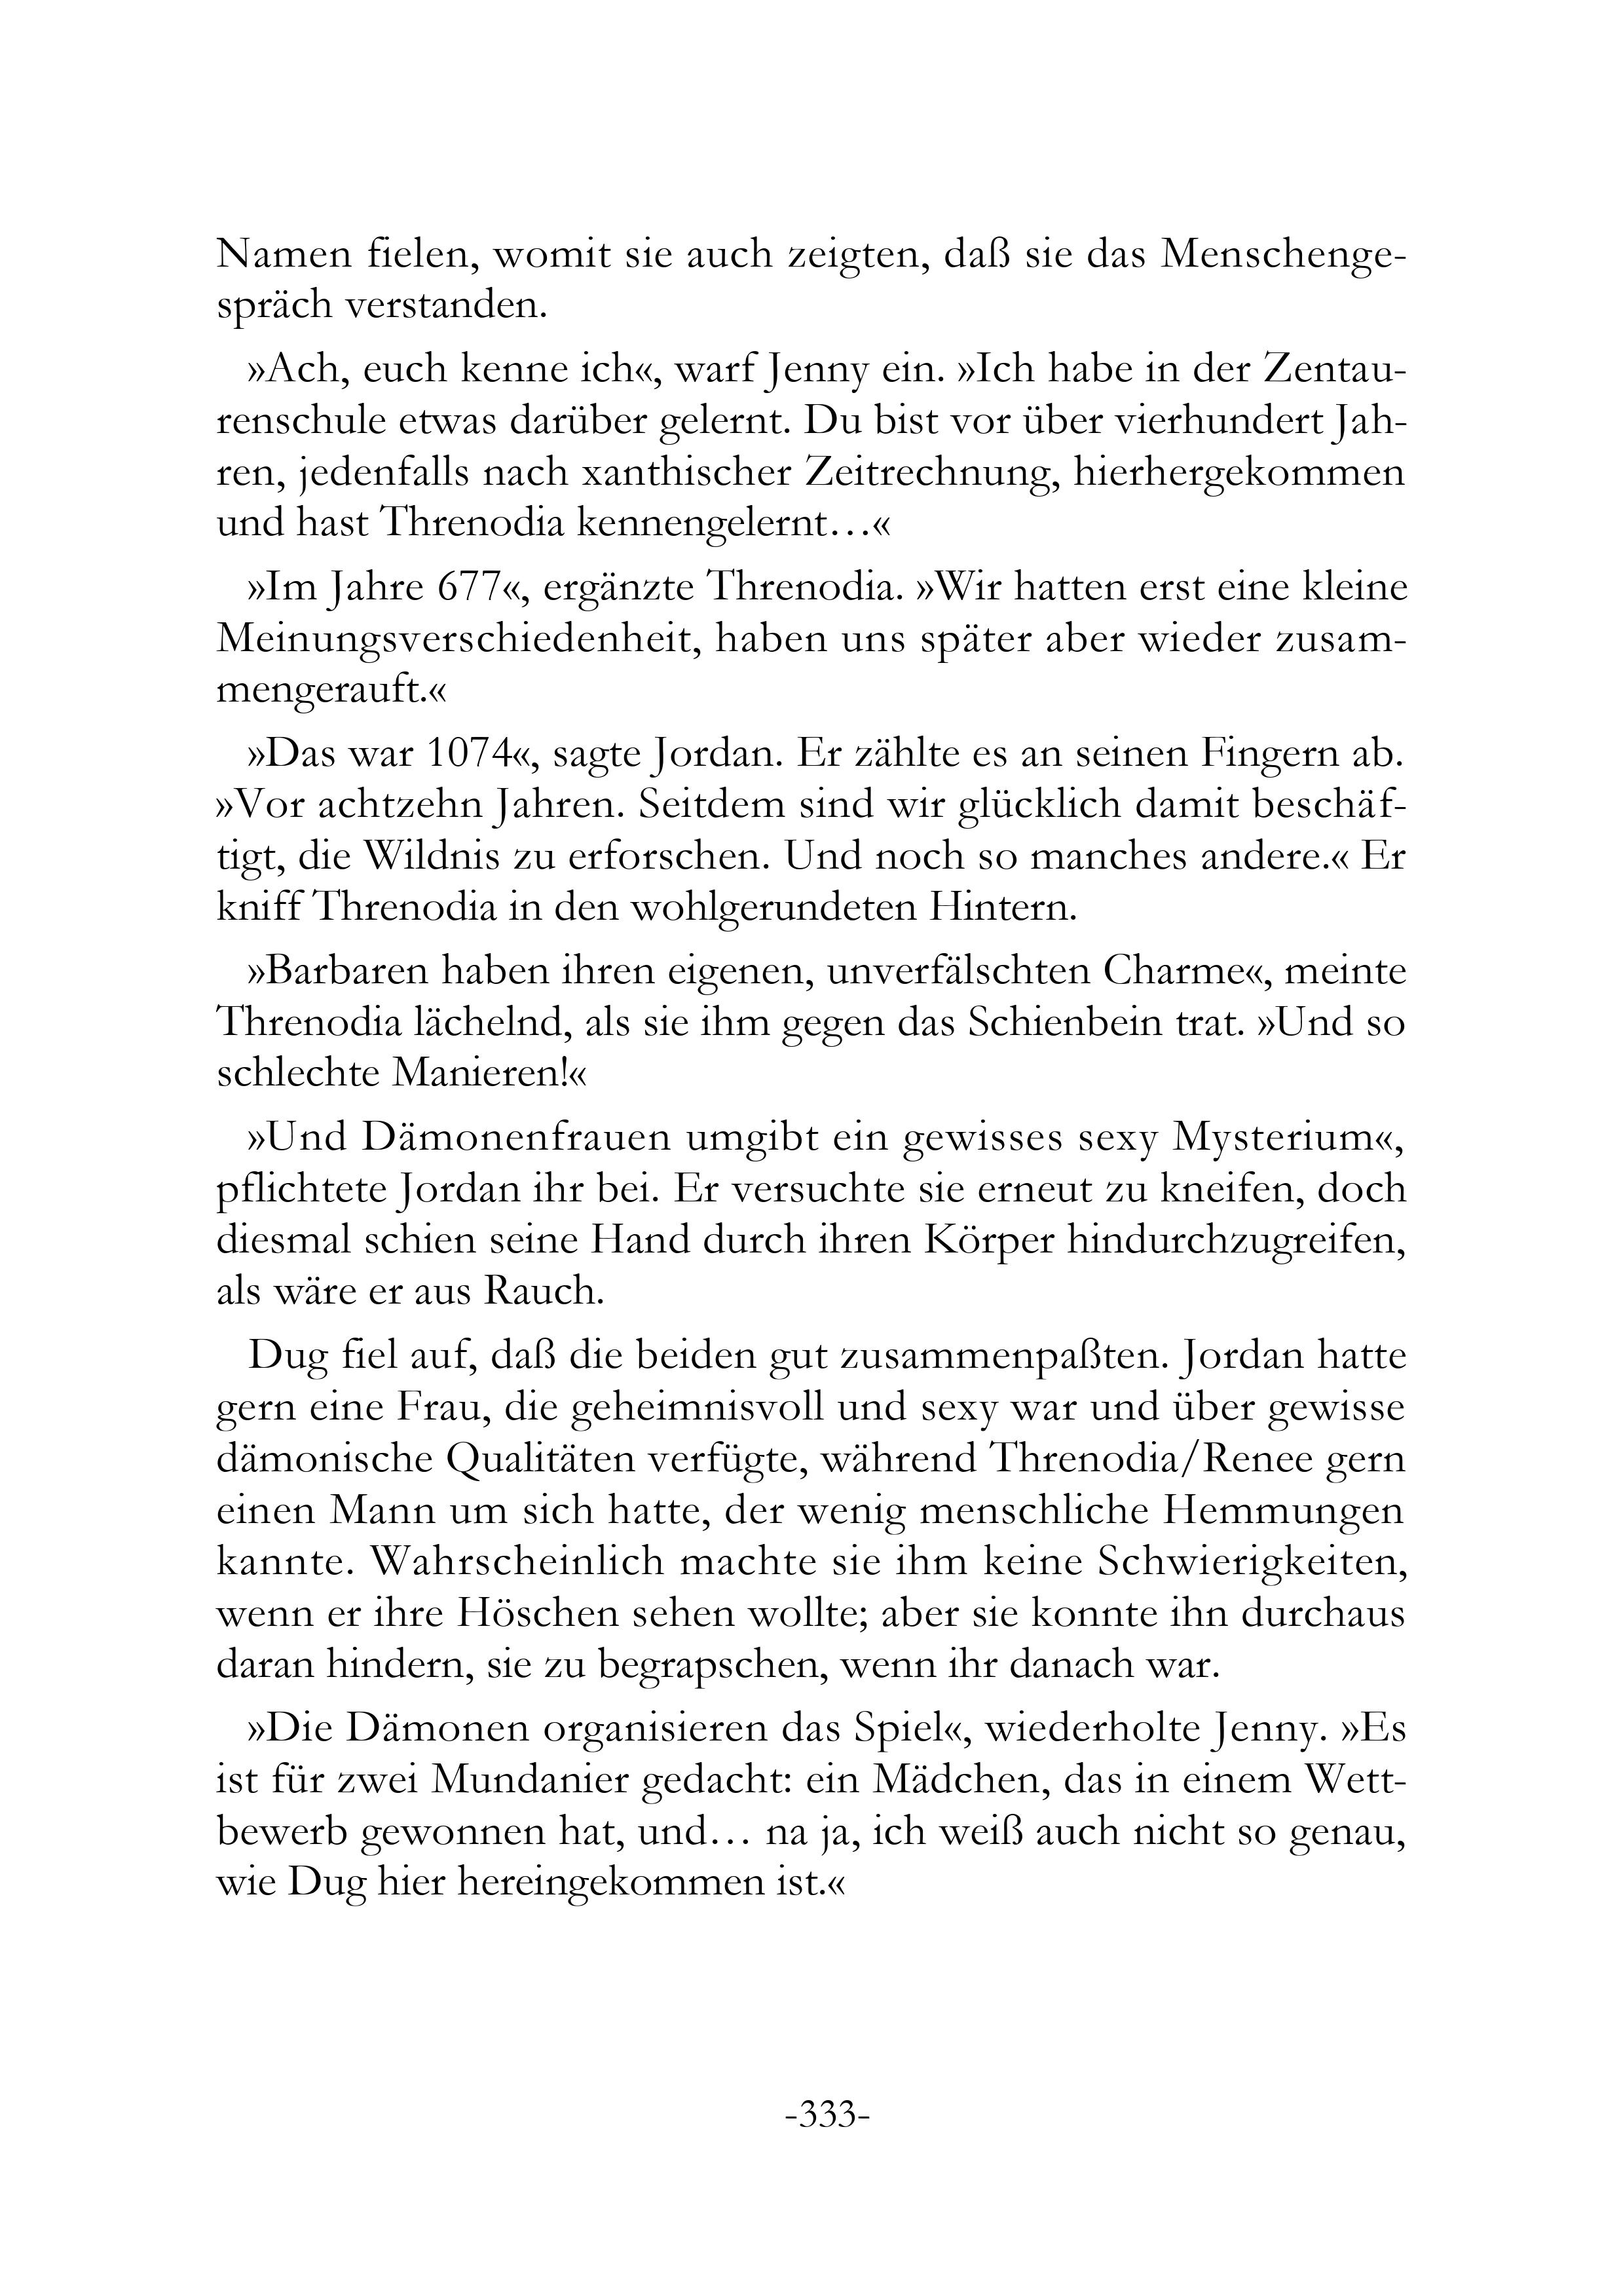 Namen fielen, womit sie auch zeigten, daß sie das Menschenge-
spräch verstanden.
»Ach, euch kenne ich«, warf Jenny ein. »Ich habe in der Zentau-
renschule etwas darüber gelernt. Du bist vor über vierhundert Jah-
ren, jedenfalls nach xanthischer Zeitrechnung, hierhergekommen
und hast Threnodia kennengelernt…«
»Im Jahre 677«, ergänzte Threnodia. »Wir hatten erst eine kleine
Meinungsverschiedenheit, haben uns später aber wieder zusam-
mengerauft.«
»Das war 1074«, sagte Jordan. Er zählte es an seinen Fingern ab.
»Vor achtzehn Jahren. Seitdem sind wir glücklich damit beschäf-
tigt, die Wildnis zu erforschen. Und noch so manches andere.« Er
kniff Threnodia in den wohlgerundeten Hintern.
»Barbaren haben ihren eigenen, unverfälschten Charme«, meinte
Threnodia lächelnd, als sie ihm gegen das Schienbein trat. »Und so
schlechte Manieren!«
»Und Dämonenfrauen umgibt ein gewisses sexy Mysterium«,
pflichtete Jordan ihr bei. Er versuchte sie erneut zu kneifen, doch
diesmal schien seine Hand durch ihren Körper hindurchzugreifen,
als wäre er aus Rauch.
Dug fiel auf, daß die beiden gut zusammenpaßten. Jordan hatte
gern eine Frau, die geheimnisvoll und sexy war und über gewisse
dämonische Qualitäten verfügte, während Threnodia/Renee gern
einen Mann um sich hatte, der wenig menschliche Hemmungen
kannte. Wahrscheinlich machte sie ihm keine Schwierigkeiten,
wenn er ihre Höschen sehen wollte; aber sie konnte ihn durchaus
daran hindern, sie zu begrapschen, wenn ihr danach war.
»Die Dämonen organisieren das Spiel«, wiederholte Jenny. »Es
ist für zwei Mundanier gedacht: ein Mädchen, das in einem Wett-
bewerb gewonnen hat, und… na ja, ich weiß auch nicht so genau,
wie Dug hier hereingekommen ist.«
-333-